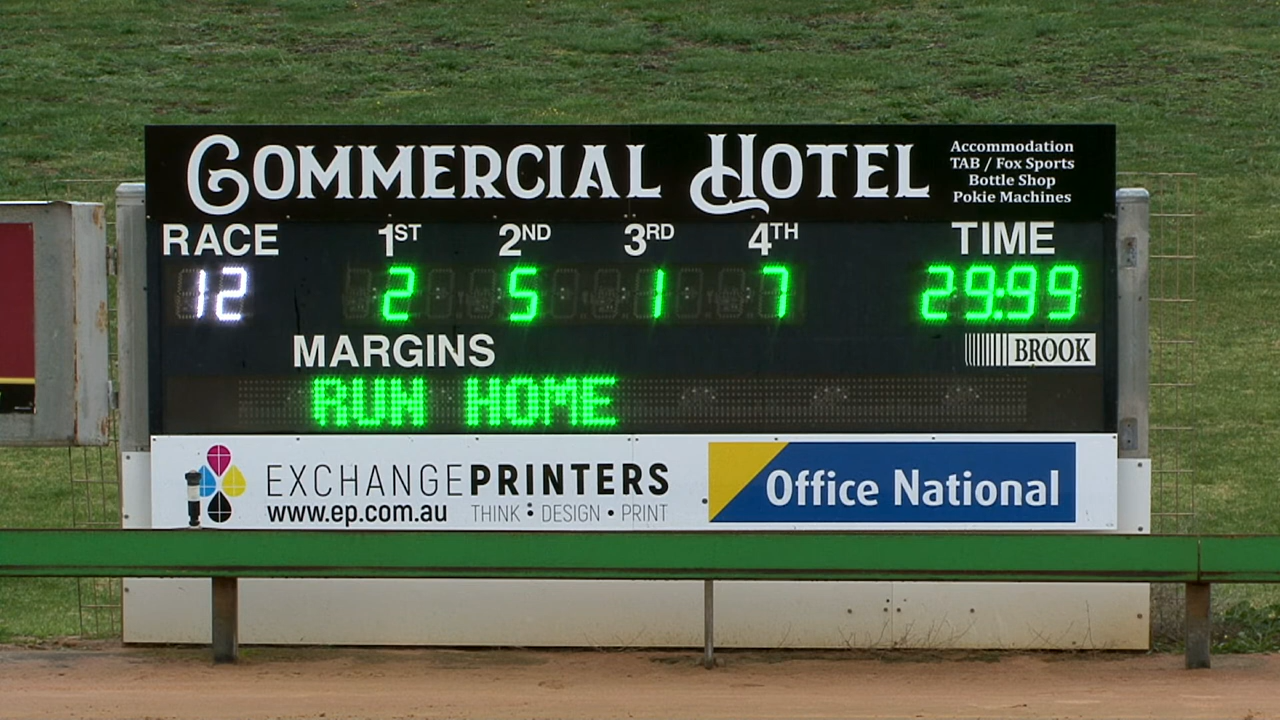 COMMERCIAL HOTEL
Accommodation
TAB / Fox Sports
Bottle Shop
Pokie Machines
RACE 1ST 2ND 3RD 4TH TIME
12 2 5 1 7 29:99
MARGINS
BROOK
RUN HOME
EXCHANGEPRINTERS
www.ep.com.au THINK • DESIGN • PRINT
Office National